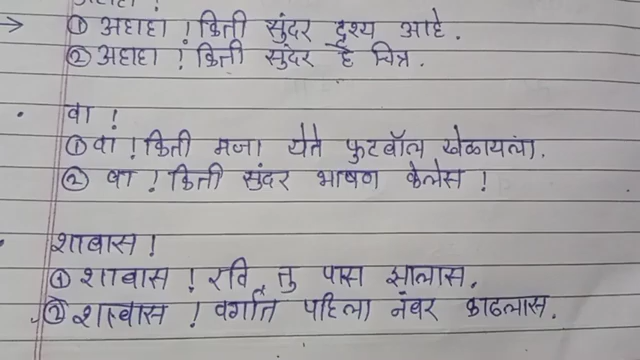 ① अहाहा ! किती सुंदर दृश्य आहे.
② अहाहा ! किती सुंदर हे चित्र.
वा !
① वा ! किती मजा येते फुटबॉल खेळायला.
② वा ! किती सुंदर भाषण केलेस !
शाबास !
① शाबास ! रवि, तु पास झालास.
② शाबास ! वर्गात पहिला नंबर काढलास.